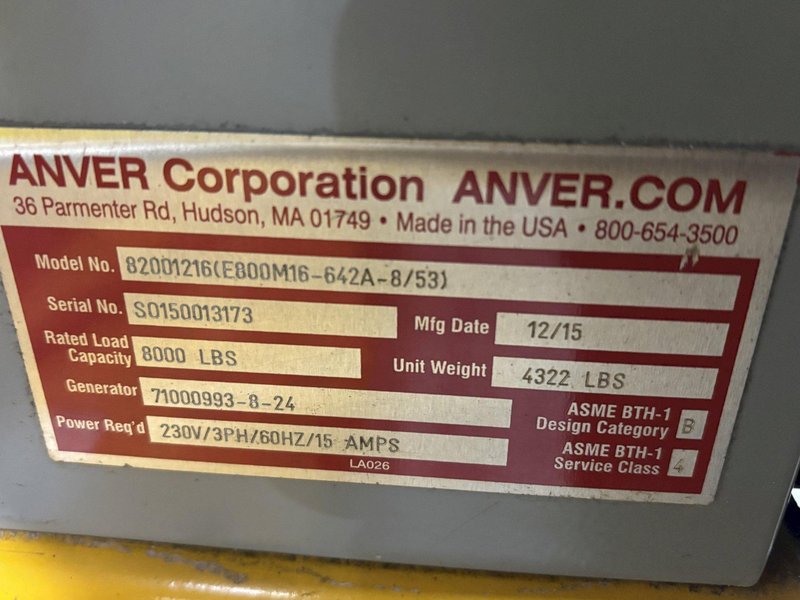 ANVER Corporation ANVER.COM
36 Parmenter Rd, Hudson, MA 01749 • Made in the USA • 800-654-3500
Model No. 82001216(E800M16-642A-8/53)
Serial No. SO150013173
Mfg Date 12/15
Rated Load
Capacity 8000 LBS
Unit Weight 4322 LBS
Generator 71000993-8-24
ASME BTH-1
Design Category B
Power Req'd 230V/3PH/60HZ/15 AMPS
ASME BTH-1
Service Class 4
LA026